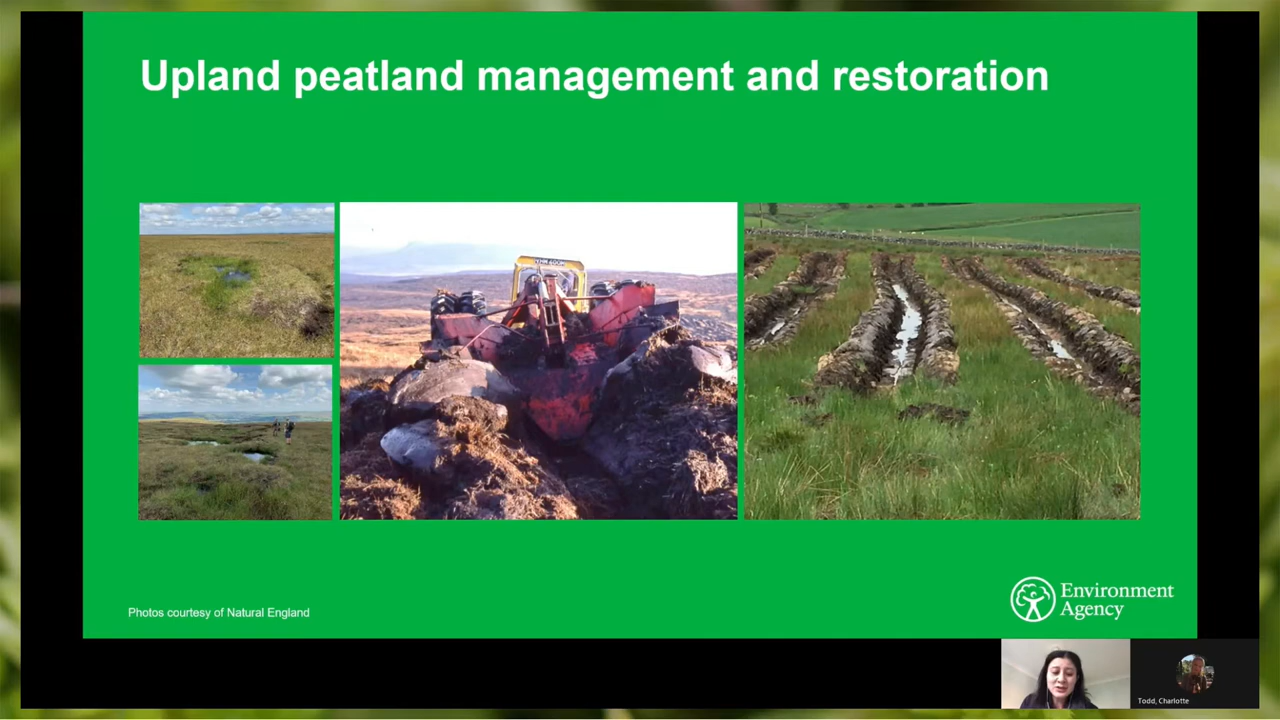 Upland peatland management and restoration
Photos courtesy of Natural England
Environment
Agency
Todd, Charlotte